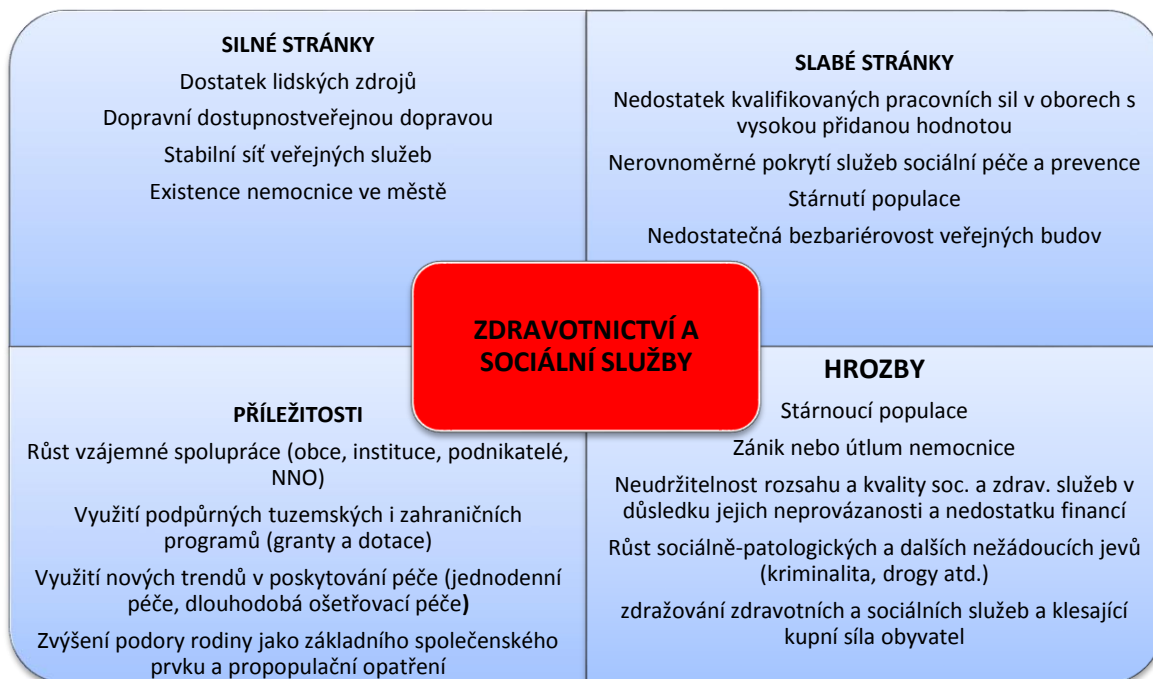 SILNÉ STRÁNKY
Dostatek lidských zdrojů
Dopravní dostupnostveřejnou dopravou
Stabilní síť veřejných služeb
Existence nemocnice ve městě
SLABÉ STRÁNKY
Nedostatek kvalifikovaných pracovních sil v oborech s
vysokou přidanou hodnotou
Nerovnoměrné pokrytí služeb sociální péče a prevence
Stárnutí populace
Nedostatečná bezbariérovost veřejných budov
ZDRAVOTNICTVÍ A
SOCIÁLNÍ SLUŽBY
PŘÍLEŽITOSTI
Růst vzájemné spolupráce (obce, instituce, podnikatelé,
NNO)
Využití podpůrných tuzemských i zahraničních
programů (granty a dotace)
Využití nových trendů v poskytování péče (jednodenní
péče, dlouhodobá ošetřovací péče)
Zvýšení podory rodiny jako základního společenského
prvku a propopulační opatření
HROZBY
Stárnoucí populace
Zánik nebo útlum nemocnice
Neudržitelnost rozsahu a kvality soc. a zdrav. služeb v
důsledku jejich neprovázanosti a nedostatku financí
Růst sociálně-patologických a dalších nežádoucích jevů
(kriminalita, drogy atd.)
zdražování zdravotních a sociálních služeb a klesající
kupní síla obyvatel